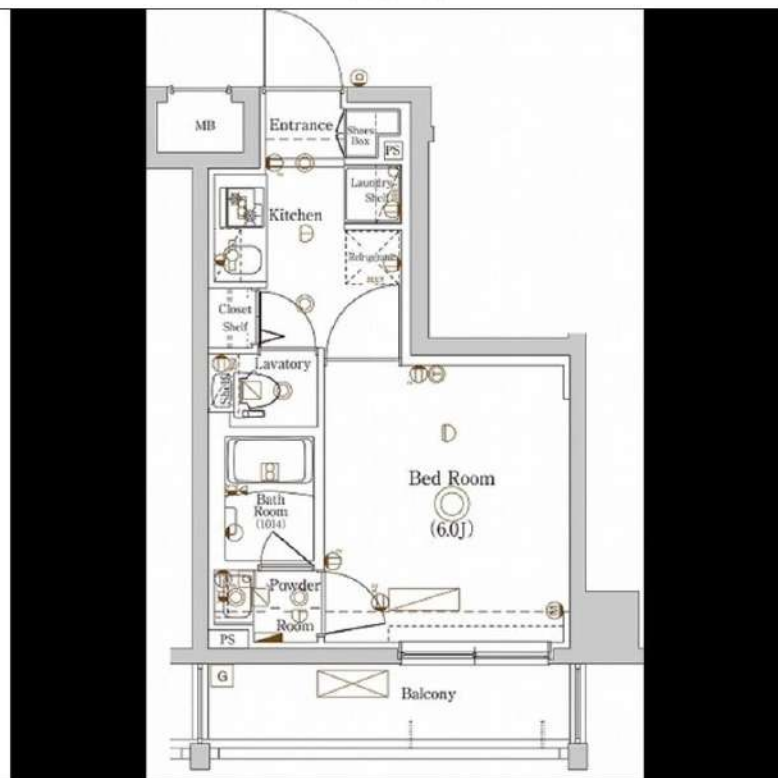 MB
Entrance
Shoes
Box
PS
Laundry
Shelf
Kitchen
Refrigerator
Closet
Shelf
Lavatory
Shelf
Bed Room
(6.0J)
Bath
Room
(1014)
Powder
Room
M
PS
G
Balcony